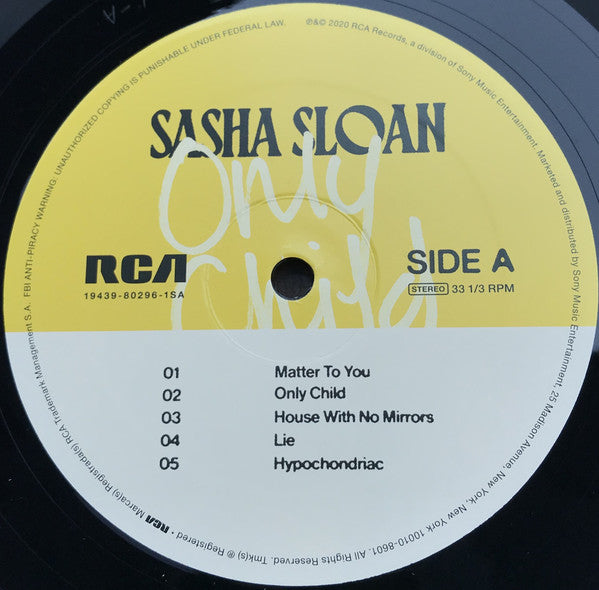 FBI ANTI-PIRACY WARNING: UNAUTHORIZED COPYING IS PUNISHABLE UNDER FEDERAL LAW.
℗&© 2020 RCA Records, a division of Sony Music Entertainment. Marketed and distributed by Sony Music Entertainment, 25 Madison Avenue, New York, New York, 10010-8601. All Rights Reserved. Tmk(s) ® Registered • RCA Marca(s) Registrada(s) RCA Trademark Management S.A.
SASHA SLOAN
Only
Child
RCA
19439-80296-1SA
SIDE A
STEREO 33 1/3 RPM
01 Matter To You
02 Only Child
03 House With No Mirrors
04 Lie
05 Hypochondriac